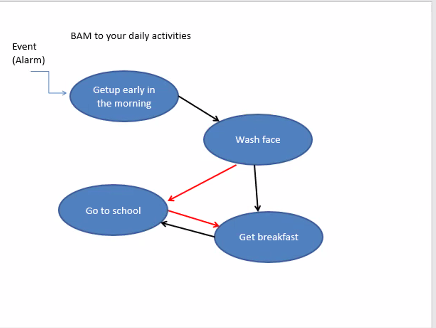 BAM to your daily activities
Event
(Alarm)
Getup early in
the morning
Wash face
Go to school
Get breakfast